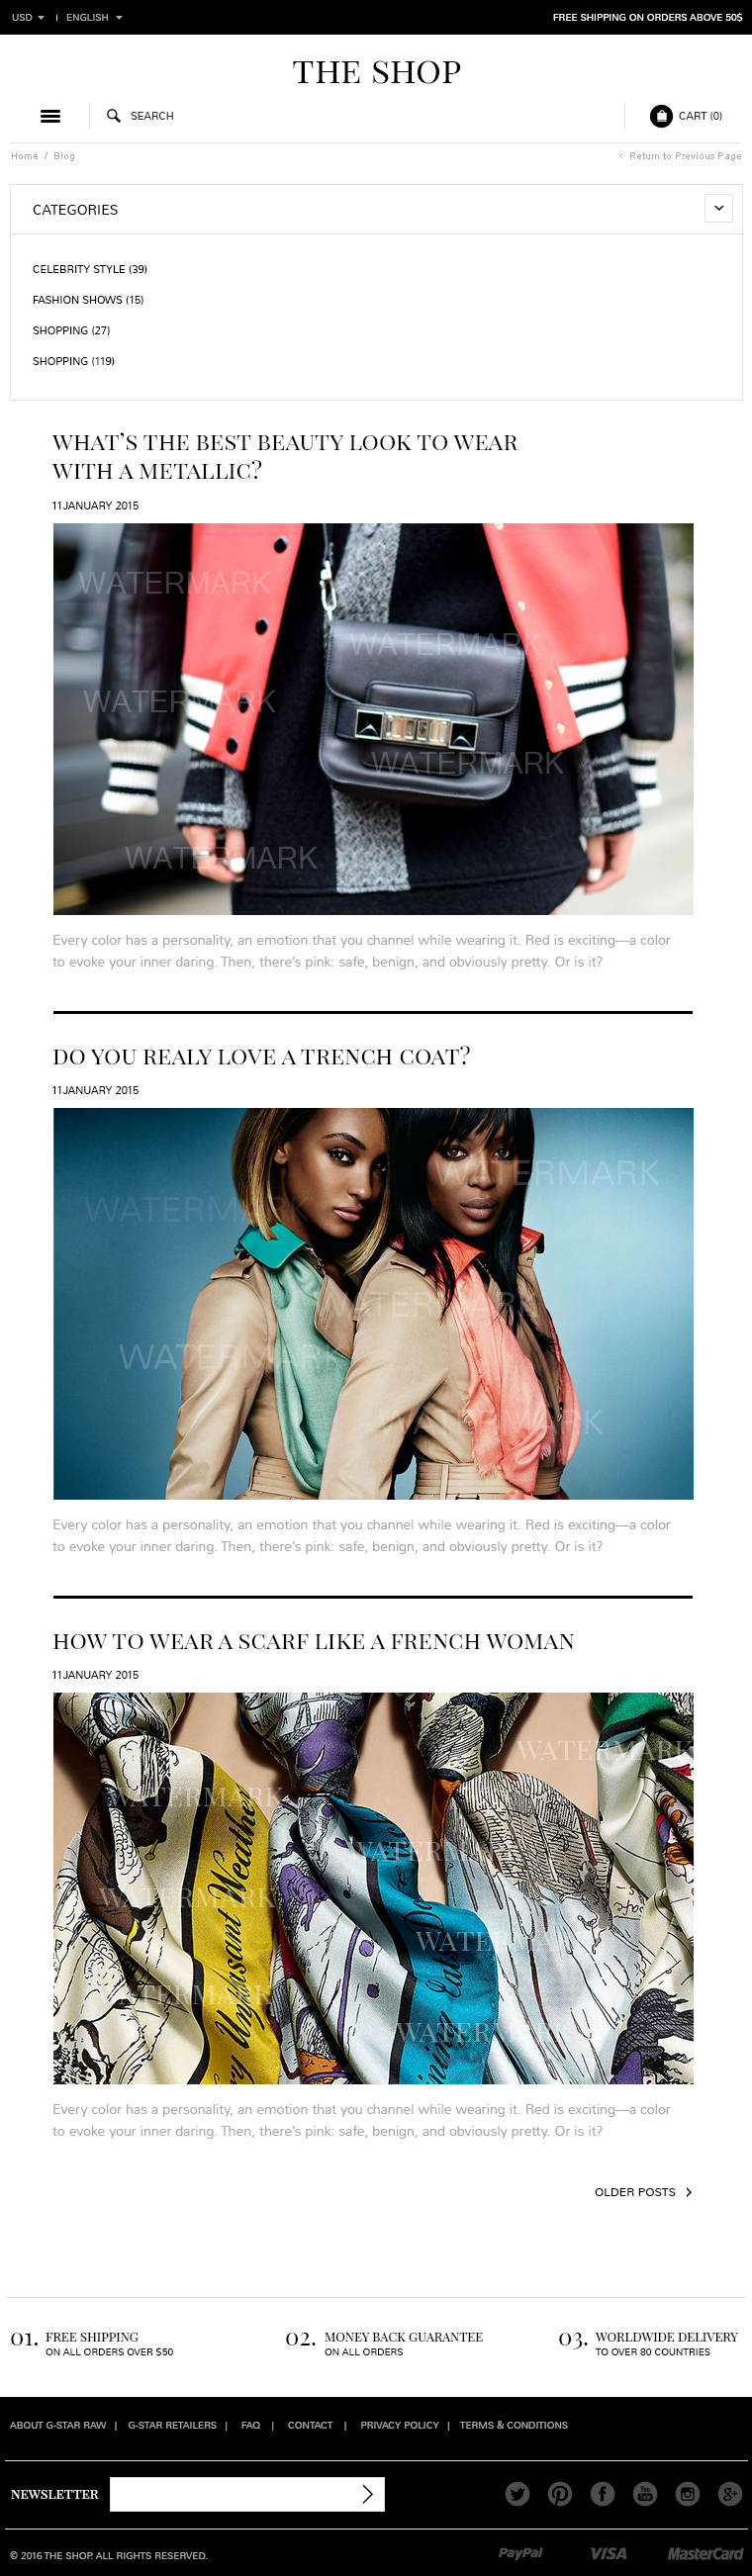 USD | ENGLISH
FREE SHIPPING ON ORDERS ABOVE 50$
THE SHOP
SEARCH
CART (0)
Home / Blog
< Return to Previous Page
CATEGORIES
CELEBRITY STYLE (39)
FASHION SHOWS (15)
SHOPPING (27)
SHOPPING (119)
WHAT'S THE BEST BEAUTY LOOK TO WEAR
WITH A METALLIC?
11JANUARY 2015
WATERMARK
WATERMARK
WATERMARK
WATERMARK
WATERMARK
Every color has a personality, an emotion that you channel while wearing it. Red is exciting—a color
to evoke your inner daring. Then, there's pink: safe, benign, and obviously pretty. Or is it?
DO YOU REALY LOVE A TRENCH COAT?
11JANUARY 2015
WATERMARK
WATERMARK
WATERMARK
WATERMARK
WATERMARK
Every color has a personality, an emotion that you channel while wearing it. Red is exciting—a color
to evoke your inner daring. Then, there's pink: safe, benign, and obviously pretty. Or is it?
HOW TO WEAR A SCARF LIKE A FRENCH WOMAN
11JANUARY 2015
WATERMARK
WATERMARK
WATERMARK
WATERMARK
WATERMARK
WATERMARK
WATERMARK
Every color has a personality, an emotion that you channel while wearing it. Red is exciting—a color
to evoke your inner daring. Then, there's pink: safe, benign, and obviously pretty. Or is it?
OLDER POSTS >
01. FREE SHIPPING
ON ALL ORDERS OVER $50
02. MONEY BACK GUARANTEE
ON ALL ORDERS
03. WORLDWIDE DELIVERY
TO OVER 80 COUNTRIES
ABOUT G-STAR RAW | G-STAR RETAILERS | FAQ | CONTACT | PRIVACY POLICY | TERMS & CONDITIONS
NEWSLETTER
You Tube
g+
© 2016 THE SHOP. ALL RIGHTS RESERVED.
PayPal VISA MasterCard